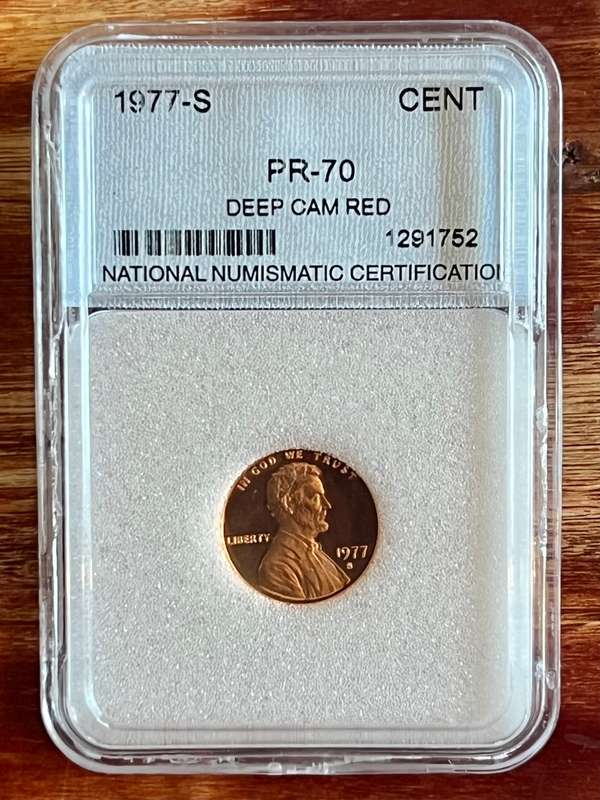 1977-S CENT
PR-70
DEEP CAM RED
1291752
NATIONAL NUMISMATIC CERTIFICATIO
IN GOD WE TRUST
LIBERTY
1977
S